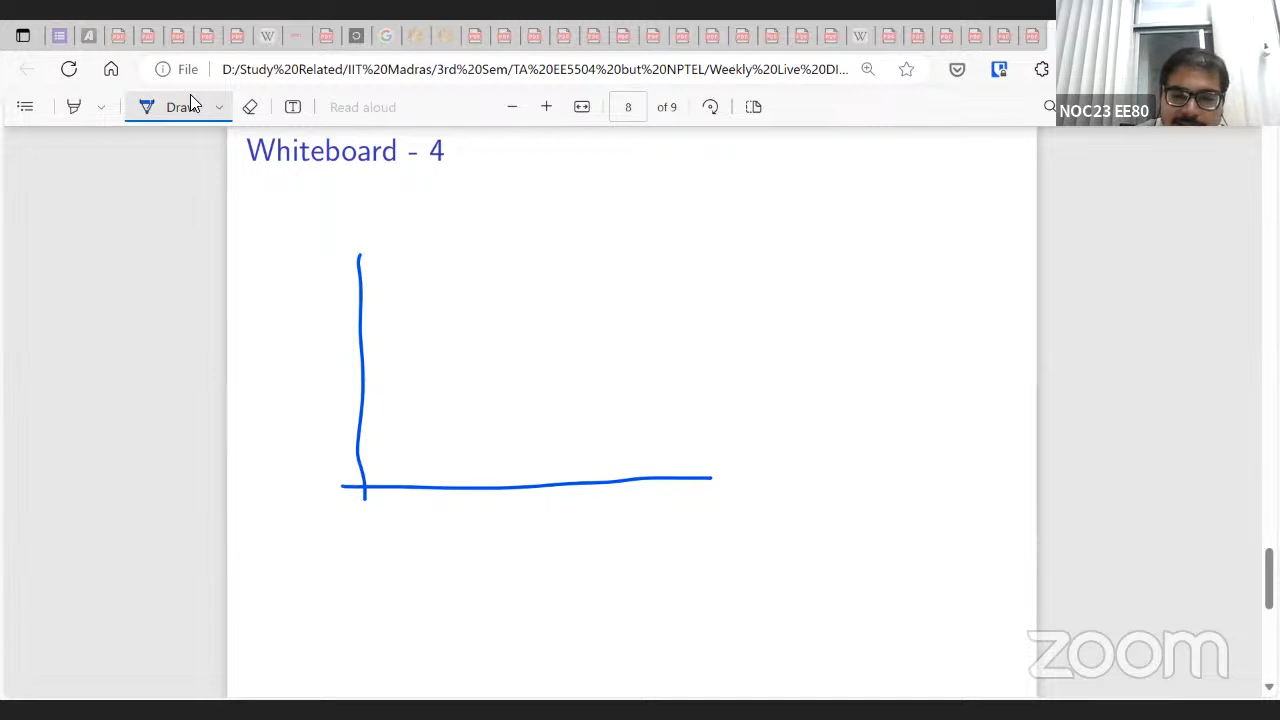 File
D:/Study%20Related/IIT%20Madras/3rd%20Sem/TA%20EE5504%20but%20NPTEL/Weekly%20Live%20DI...
Draw
Read aloud
8
of 9
NOC23 EE80
Whiteboard - 4
zoom